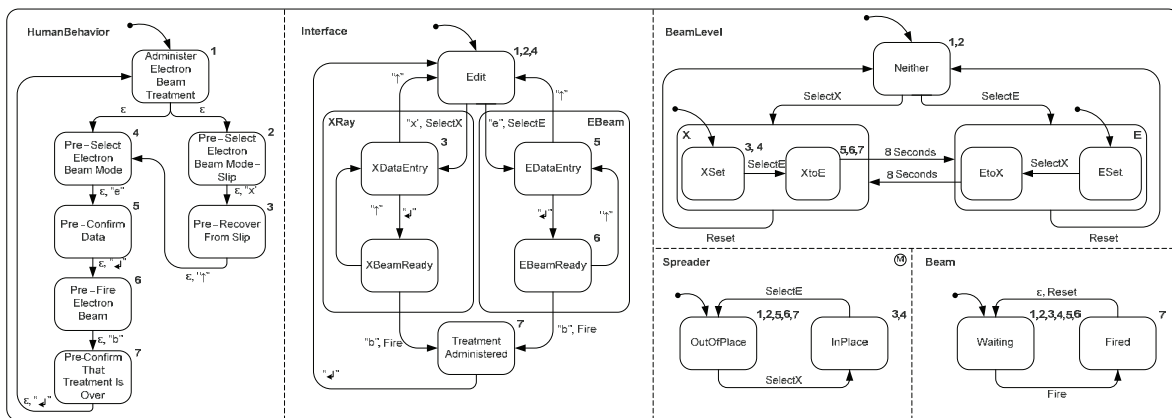 HumanBehavior
1
Administer
Electron
Beam
Treatment
ε
ε
4
Pre–Select
Electron
Beam Mode
2
Pre–Select
Electron
Beam Mode–
Slip
ε, "e"
ε, "x'
5
Pre–Confirm
Data
3
Pre–Recover
From Slip
ε, "↲"
ε, "↑"
6
Pre–Fire
Electron
Beam
ε, "b"
7
Pre-Confirm
That
Treatment Is
Over
ε, "↲"
Interface
1,2,4
Edit
"↑"
"↑"
XRay
"x', SelectX
"e", SelectE
EBeam
3
XDataEntry
5
EDataEntry
"↑"
"↲"
"↲"
"↑"
XBeamReady
6
EBeamReady
"b", Fire
"b", Fire
7
Treatment
Administered
"↲"
BeamLevel
1,2
Neither
SelectX
SelectE
X
E
XSet
3, 4
SelectE
XtoE
5,6,7
8 Seconds
8 Seconds
EtoX
SelectX
ESet
Reset
Reset
Spreader
M
SelectE
1,2,5,6,7
OutOfPlace
3,4
InPlace
SelectX
Beam
ε, Reset
1,2,3,4,5,6
Waiting
7
Fired
Fire